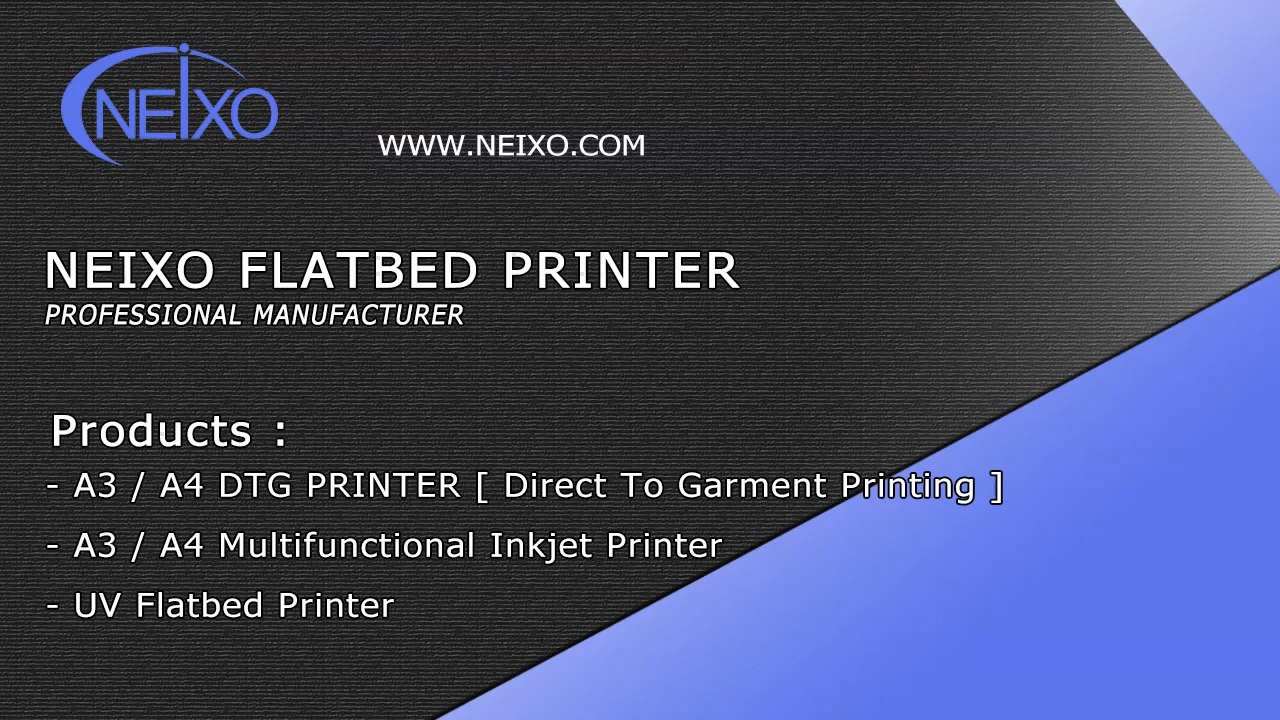 NEIXO
WWW.NEIXO.COM
NEIXO FLATBED PRINTER
PROFESSIONAL MANUFACTURER
Products :
- A3 / A4 DTG PRINTER [ Direct To Garment Printing ]
- A3 / A4 Multifunctional Inkjet Printer
- UV Flatbed Printer